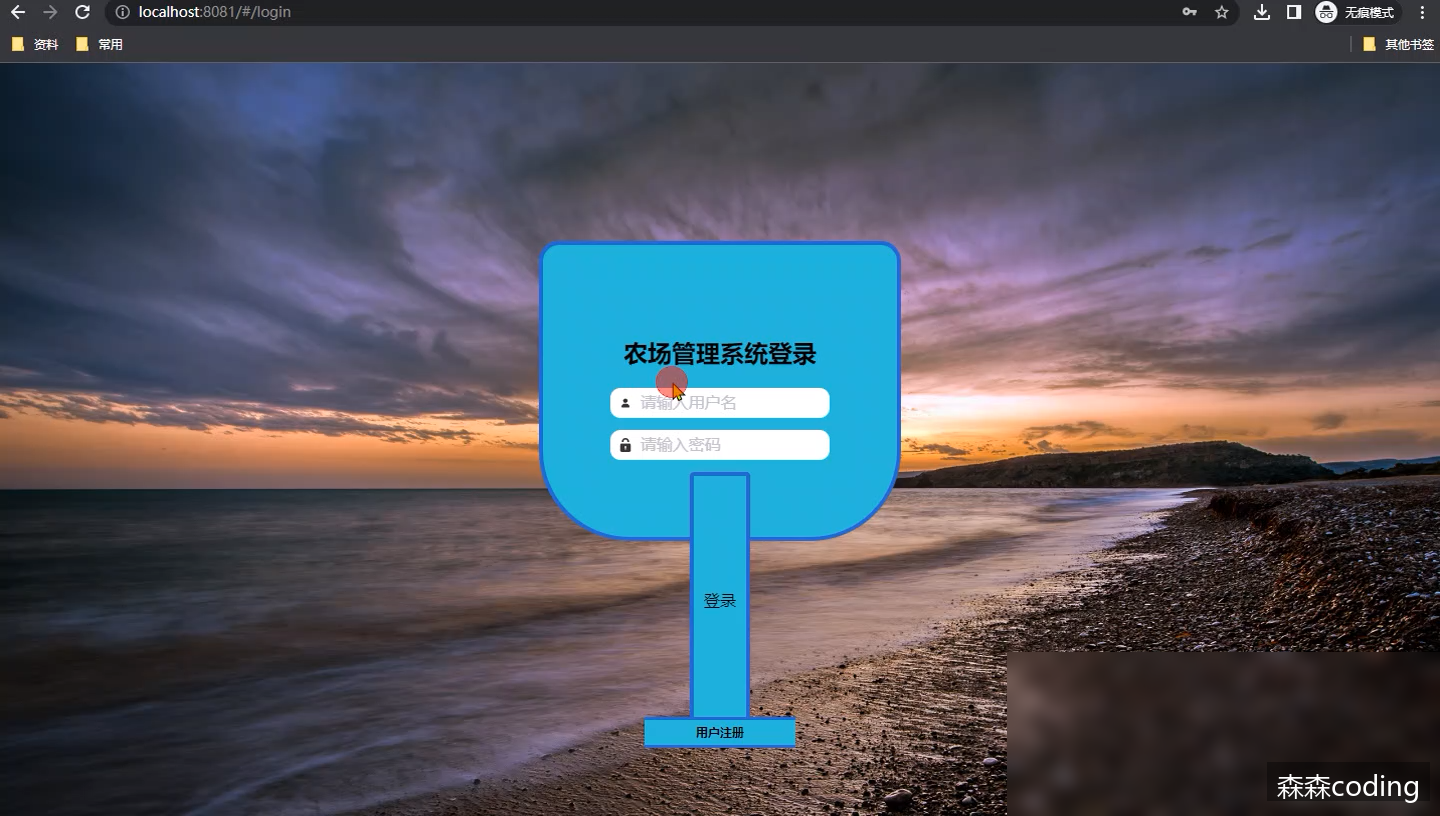 localhost:8081/#/login
无痕模式
资料
常用
其他书签
农场管理系统登录
请输入用户名
请输入密码
登录
用户注册
森森coding